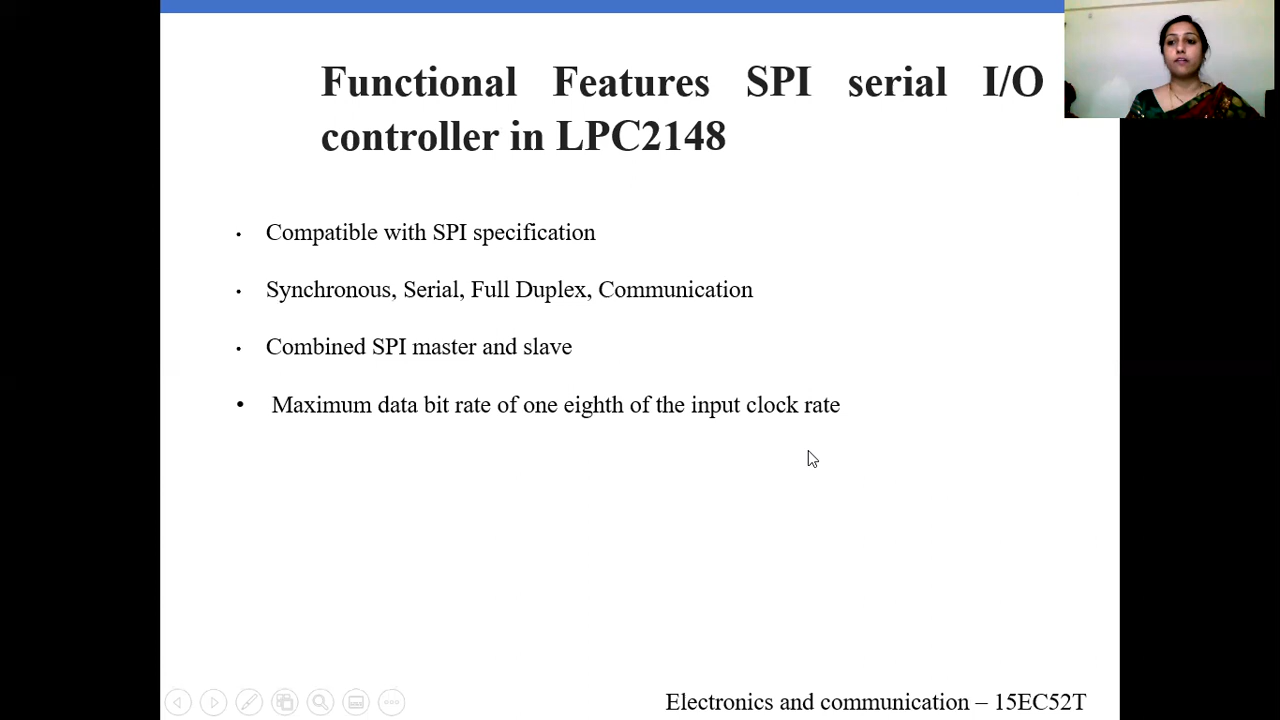 Functional Features SPI serial I/O
controller in LPC2148
• Compatible with SPI specification
• Synchronous, Serial, Full Duplex, Communication
• Combined SPI master and slave
• Maximum data bit rate of one eighth of the input clock rate
Electronics and communication – 15EC52T